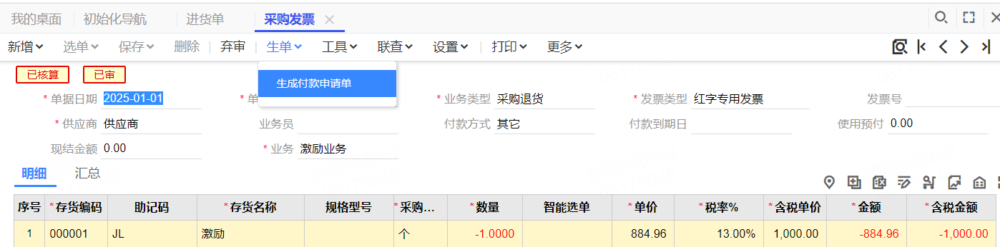 我的桌面 初始化导航 进货单 采购发票
新增 选单 保存 删除 弃审 生单 工具 联查 设置 打印 更多
已核算 已审 生成付款申请单
* 单据日期 2025-01-01 * 单 * 业务类型 采购退货 * 发票类型 红字专用发票 发票号
* 供应商 供应商 业务员 付款方式 其它 付款到期日 使用预付 0.00
现结金额 0.00 * 业务 激励业务
明细 汇总
序号 * 存货编码 助记码 * 存货名称 规格型号 * 采购... * 数量 智能选单 * 单价 * 税率% * 含税单价 * 金额 * 含税金额
1 000001 JL 激励 个 -1.0000 884.96 13.00% 1,000.00 -884.96 -1,000.00